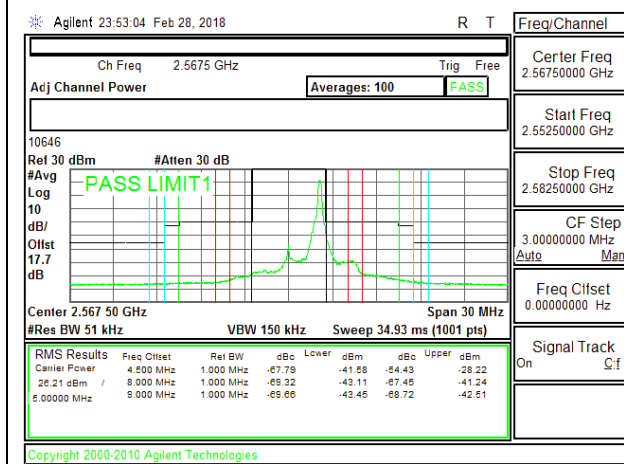 Agilent 23:53:04 Feb 28, 2018 R T
Freq/Channel
Ch Freq 2.5675 GHz Trig Free
Adj Channel Power Averages: 100 PASS
10646
Ref 30 dBm #Atten 30 dB
#Avg
Log
10
dB/
Offst
17.7
dB
PASS LIMIT1
Center 2.567 50 GHz Span 30 MHz
#Res BW 51 kHz VBW 150 kHz Sweep 34.93 ms (1001 pts)
RMS Results Freq Offset Ref BW dBc Lower dBm dBc Upper dBm
Carrier Power 4.500 MHz 1.000 MHz -67.79 -41.58 -54.43 -28.22
26.21 dBm / 8.000 MHz 1.000 MHz -69.32 -43.11 -67.45 -41.24
5.00000 MHz 9.000 MHz 1.000 MHz -69.66 -43.45 -68.72 -42.51
Copyright 2000-2010 Agilent Technologies
Center Freq
2.56750000 GHz
Start Freq
2.55250000 GHz
Stop Freq
2.58250000 GHz
CF Step
3.00000000 MHz
Auto Man
Freq Offset
0.00000000 Hz
Signal Track
On Off